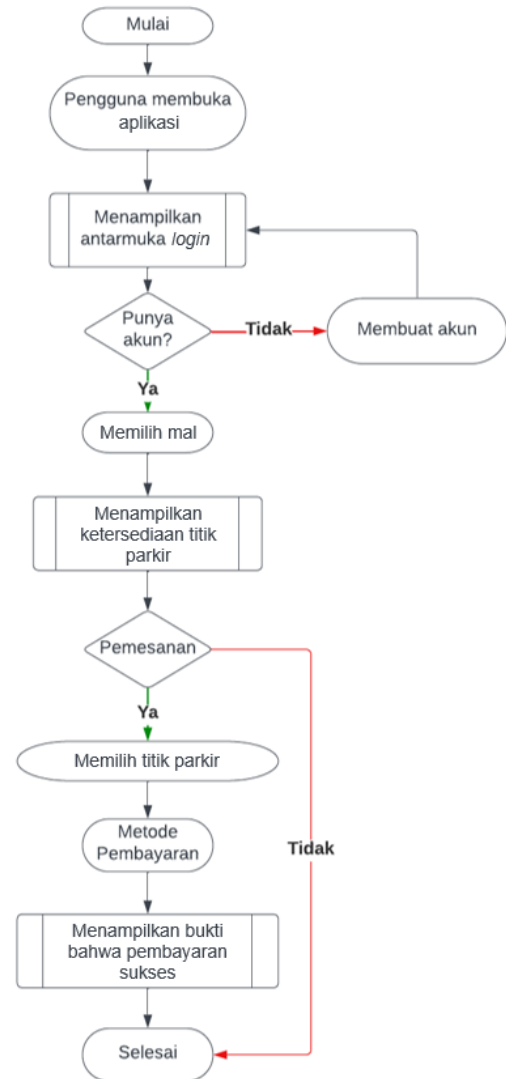 Mulai
Pengguna membuka
aplikasi
Menampilkan
antarmuka login
Punya
akun?
Tidak
Membuat akun
Ya
Memilih mal
Menampilkan
ketersediaan titik
parkir
Pemesanan
Ya
Memilih titik parkir
Metode
Pembayaran
Tidak
Menampilkan bukti
bahwa pembayaran
sukses
Selesai